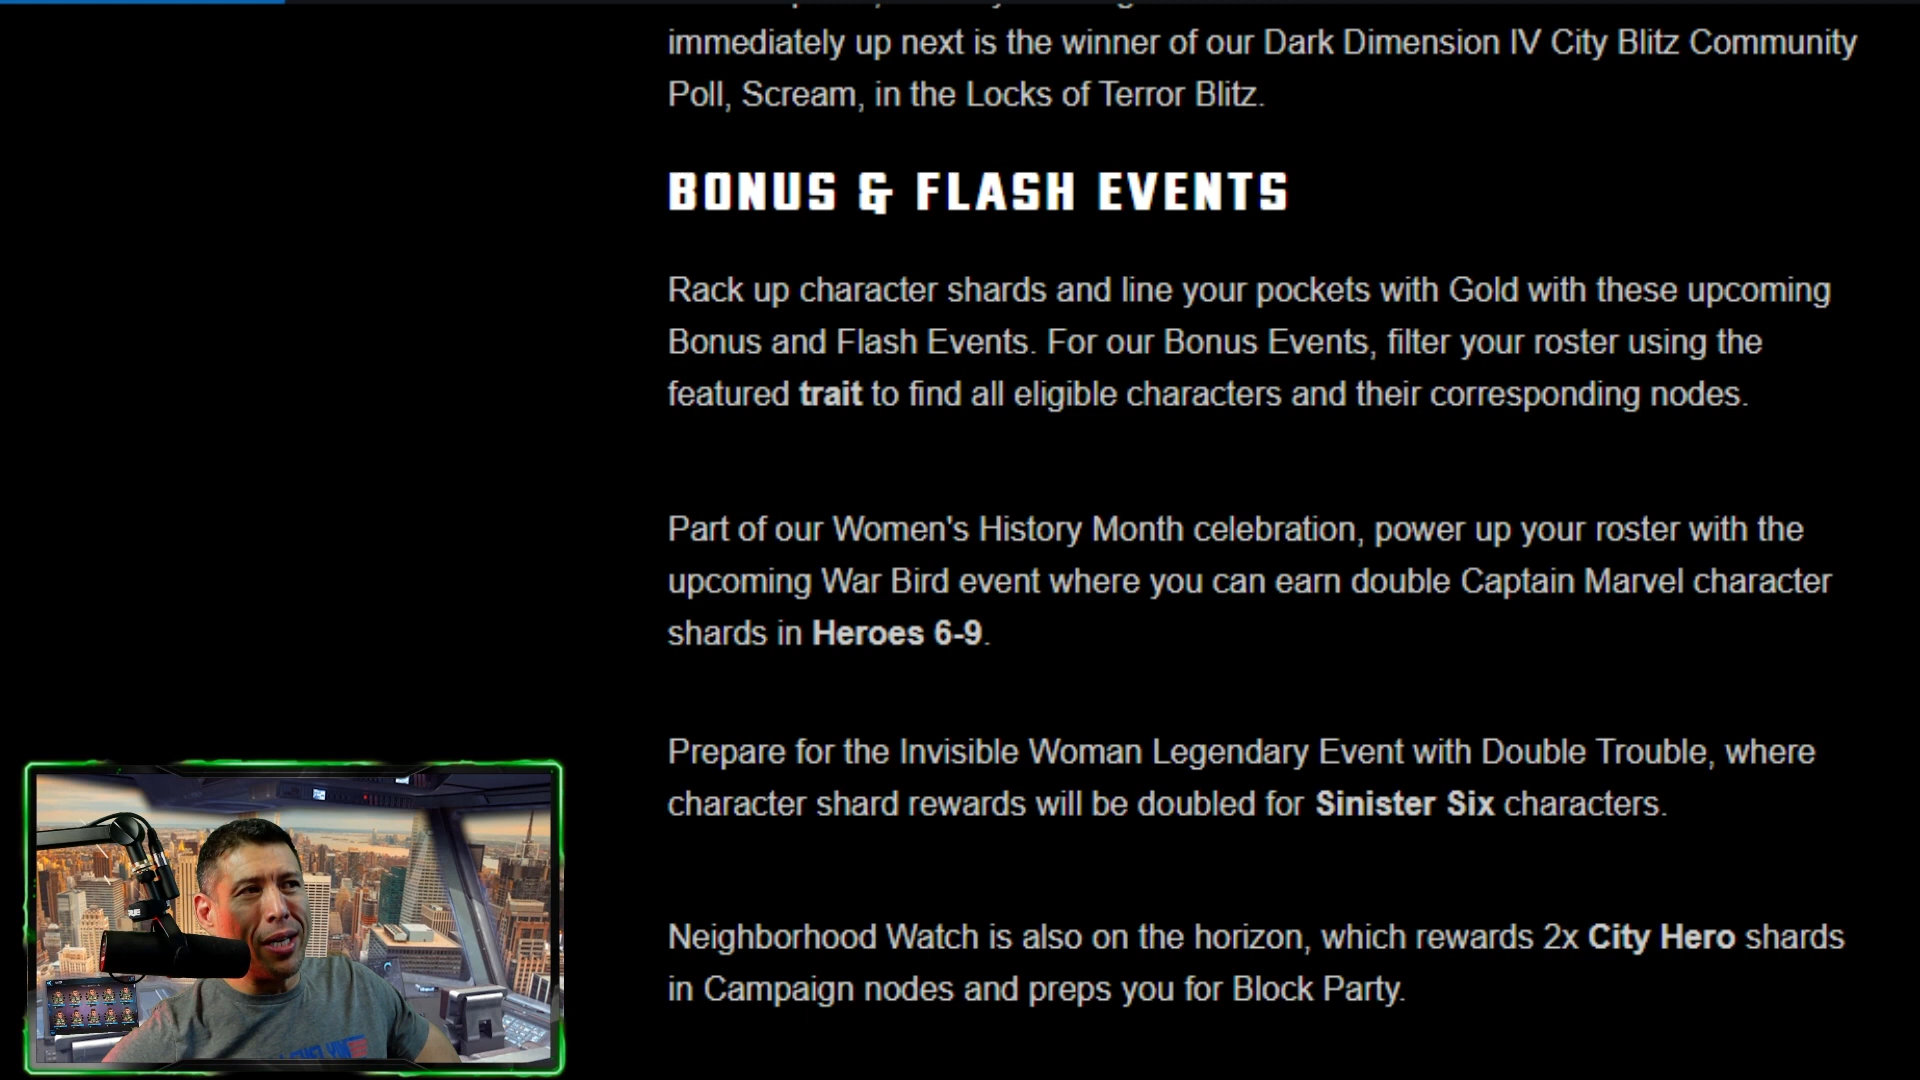 immediately up next is the winner of our Dark Dimension IV City Blitz Community
Poll, Scream, in the Locks of Terror Blitz.
BONUS & FLASH EVENTS
Rack up character shards and line your pockets with Gold with these upcoming
Bonus and Flash Events. For our Bonus Events, filter your roster using the
featured trait to find all eligible characters and their corresponding nodes.
Part of our Women's History Month celebration, power up your roster with the
upcoming War Bird event where you can earn double Captain Marvel character
shards in Heroes 6-9.
Prepare for the Invisible Woman Legendary Event with Double Trouble, where
character shard rewards will be doubled for Sinister Six characters.
Neighborhood Watch is also on the horizon, which rewards 2x City Hero shards
in Campaign nodes and preps you for Block Party.